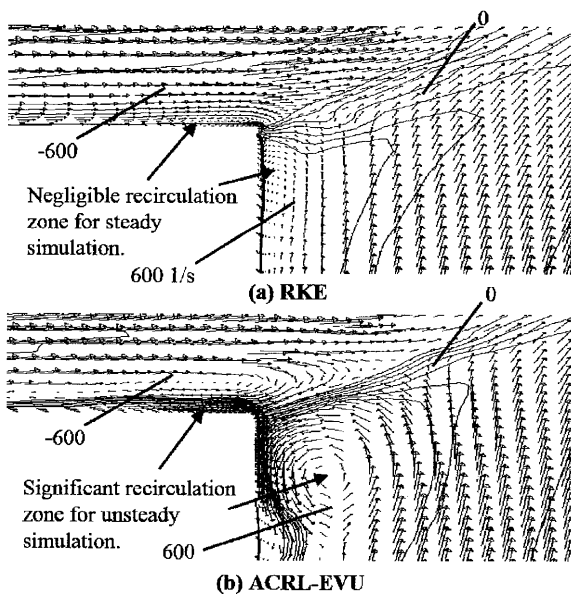 0
-600
Negligible recirculation
zone for steady
simulation.
600 1/s
(a) RKE
0
-600
Significant recirculation
zone for unsteady
simulation.
600
(b) ACRL-EVU